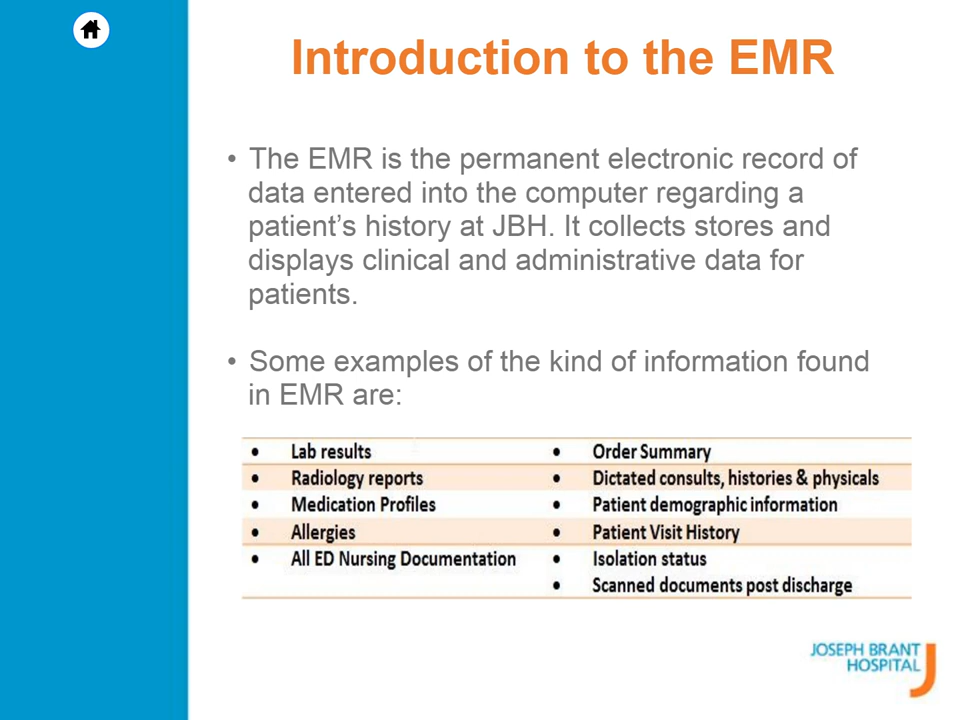 Introduction to the EMR
• The EMR is the permanent electronic record of
data entered into the computer regarding a
patient’s history at JBH. It collects stores and
displays clinical and administrative data for
patients.
• Some examples of the kind of information found
in EMR are:
• Lab results • Order Summary
• Radiology reports • Dictated consults, histories & physicals
• Medication Profiles • Patient demographic information
• Allergies • Patient Visit History
• All ED Nursing Documentation • Isolation status
• Scanned documents post discharge
JOSEPH BRANT
HOSPITAL